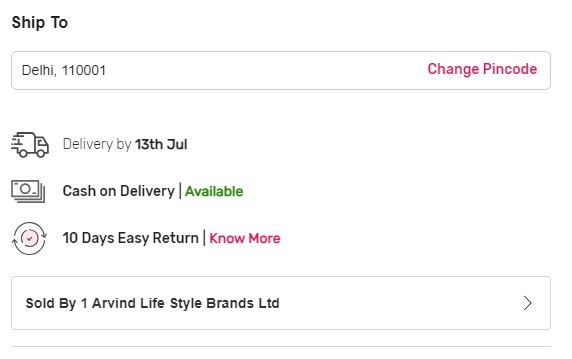 Ship To
Delhi, 110001 Change Pincode
Delivery by 13th Jul
Cash on Delivery | Available
10 Days Easy Return | Know More
Sold By 1 Arvind Life Style Brands Ltd